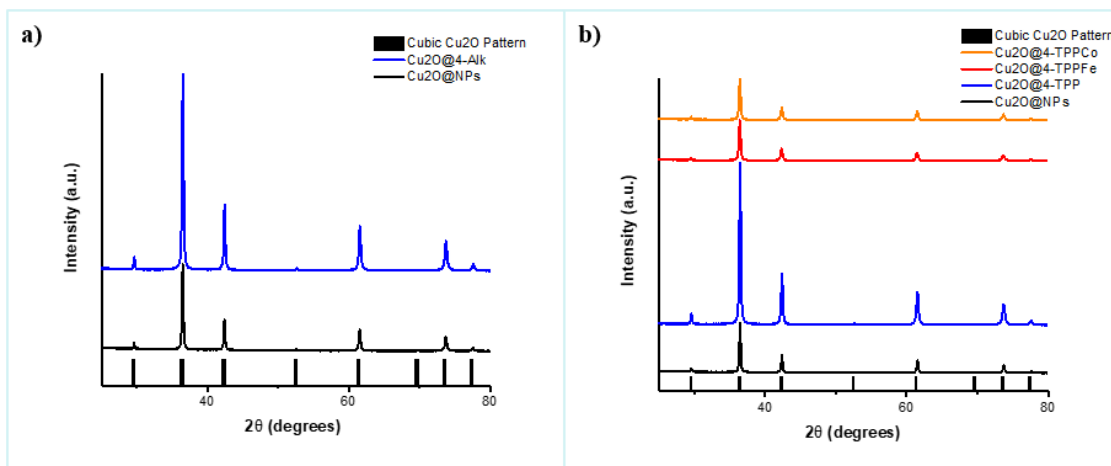 a)
Cubic Cu2O Pattern
Cu2O@4-Alk
Cu2O@NPs
Intensity (a.u.)
40
60
80
2θ (degrees)
b)
Cubic Cu2O Pattern
Cu2O@4-TPPCo
Cu2O@4-TPPFe
Cu2O@4-TPP
Cu2O@NPs
Intensity (a.u.)
40
60
80
2θ (degrees)